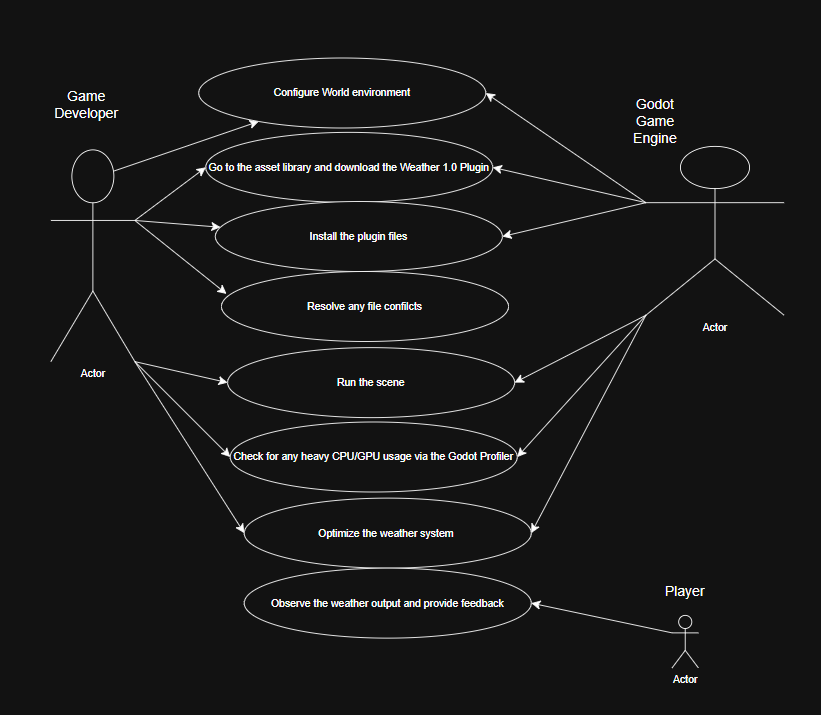 Game
Developer
Configure World environment
Godot
Game
Engine
Go to the asset library and download the Weather 1.0 Plugin
Install the plugin files
Resolve any file confilcts
Actor
Actor
Run the scene
Check for any heavy CPU/GPU usage via the Godot Profiler
Optimize the weather system
Observe the weather output and provide feedback
Player
Actor